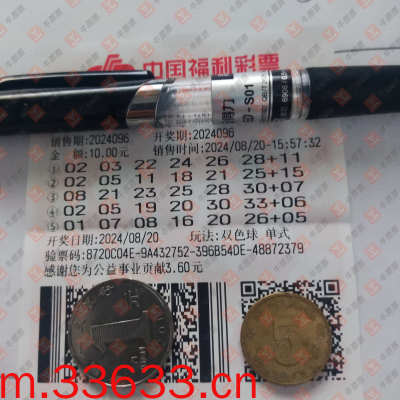 中国福利彩票
销售期:2024096 开奖期:2024096
金 额:10.00元 销售时间:2024/08/20-15:57:32
① 02 03 22 24 26 28+11
② 02 05 11 18 21 25+15
③ 08 21 23 25 28 30+07
④ 02 05 19 20 30 33+06
⑤ 01 07 08 16 20 26+05
开奖日期:2024/08/20 玩法:双色球 单式
验票码:8720C04E-9A432752-396B54DE-48872379
感谢您为公益事业贡献3.60元
1
5
m.33633.cn